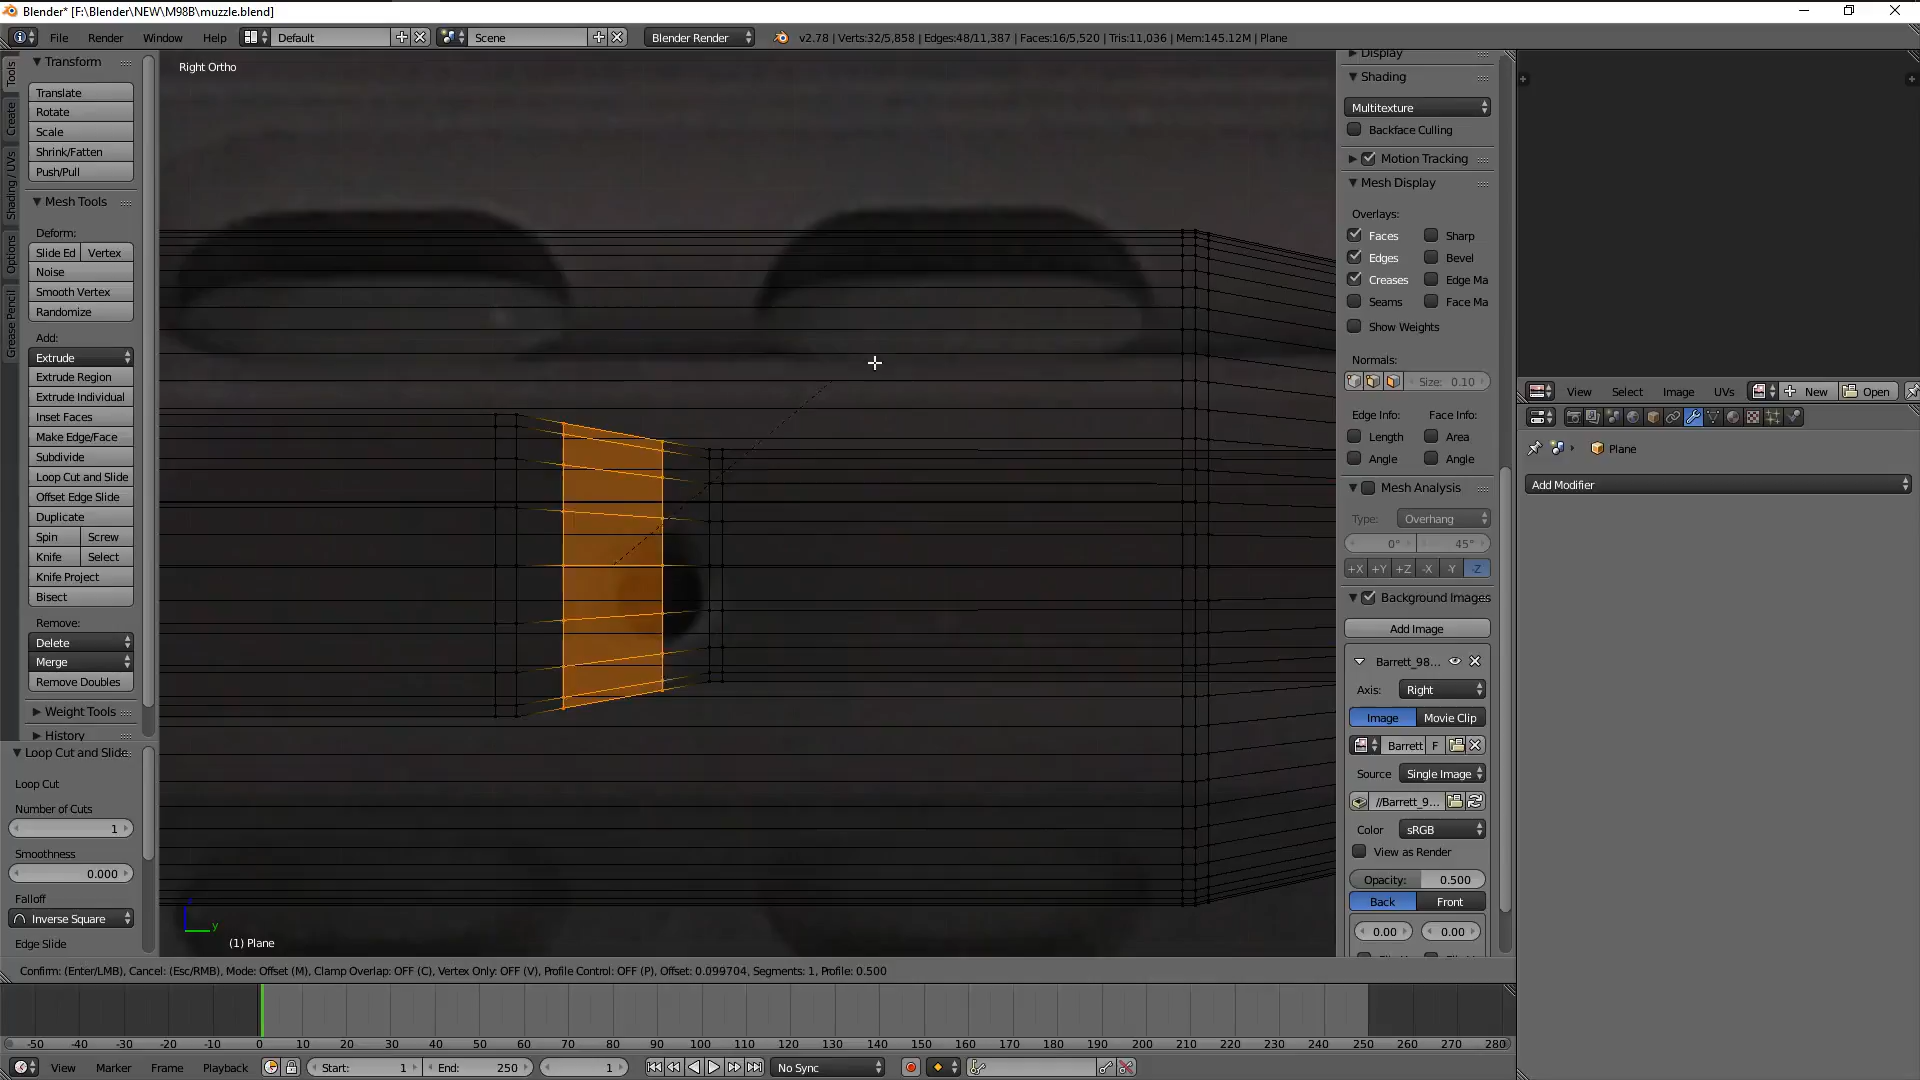 Blender* [F:\Blender\NEW\M98B\muzzle.blend]
File Render Window Help Default Scene Blender Render v2.78 | Verts:32/5,858 | Edges:48/11,387 | Faces:16/5,520 | Tris:11,036 | Mem:145.12M | Plane
Tools
Create
Shading / UVs
Options
Grease Pencil
Transform
Translate
Rotate
Scale
Shrink/Fatten
Push/Pull
Mesh Tools
Deform:
Slide Ed Vertex
Noise
Smooth Vertex
Randomize
Add:
Extrude
Extrude Region
Extrude Individual
Inset Faces
Make Edge/Face
Subdivide
Loop Cut and Slide
Offset Edge Slide
Duplicate
Spin Screw
Knife Select
Knife Project
Bisect
Remove:
Delete
Merge
Remove Doubles
Weight Tools
History
Loop Cut and Slide
Loop Cut
Number of Cuts
1
Smoothness
0.000
Falloff
Inverse Square
Edge Slide
Right Ortho
y
(1) Plane
Confirm: (Enter/LMB), Cancel: (Esc/RMB), Mode: Offset (M), Clamp Overlap: OFF (C), Vertex Only: OFF (V), Profile Control: OFF (P), Offset: 0.099704, Segments: 1, Profile: 0.500
Display
Shading
Multitexture
Backface Culling
Motion Tracking
Mesh Display
Overlays:
Faces Sharp
Edges Bevel
Creases Edge Ma
Seams Face Ma
Show Weights
Normals:
Size: 0.10
Edge Info: Face Info:
Length Area
Angle Angle
Mesh Analysis
Type: Overhang
0° 45°
+X +Y +Z -X -Y -Z
Background Images
Add Image
Barrett_98...
Axis: Right
Image Movie Clip
Barrett F
Source Single Image
//Barrett_9...
Color sRGB
View as Render
Opacity: 0.500
Back Front
0.00 0.00
View Select Image UVs New Open
Plane
Add Modifier
-50 -40 -30 -20 -10 0 10 20 30 40 50 60 70 80 90 100 110 120 130 140 150 160 170 180 190 200 210 220 230 240 250 260 270 280
View Marker Frame Playback Start: 1 End: 250 1 No Sync